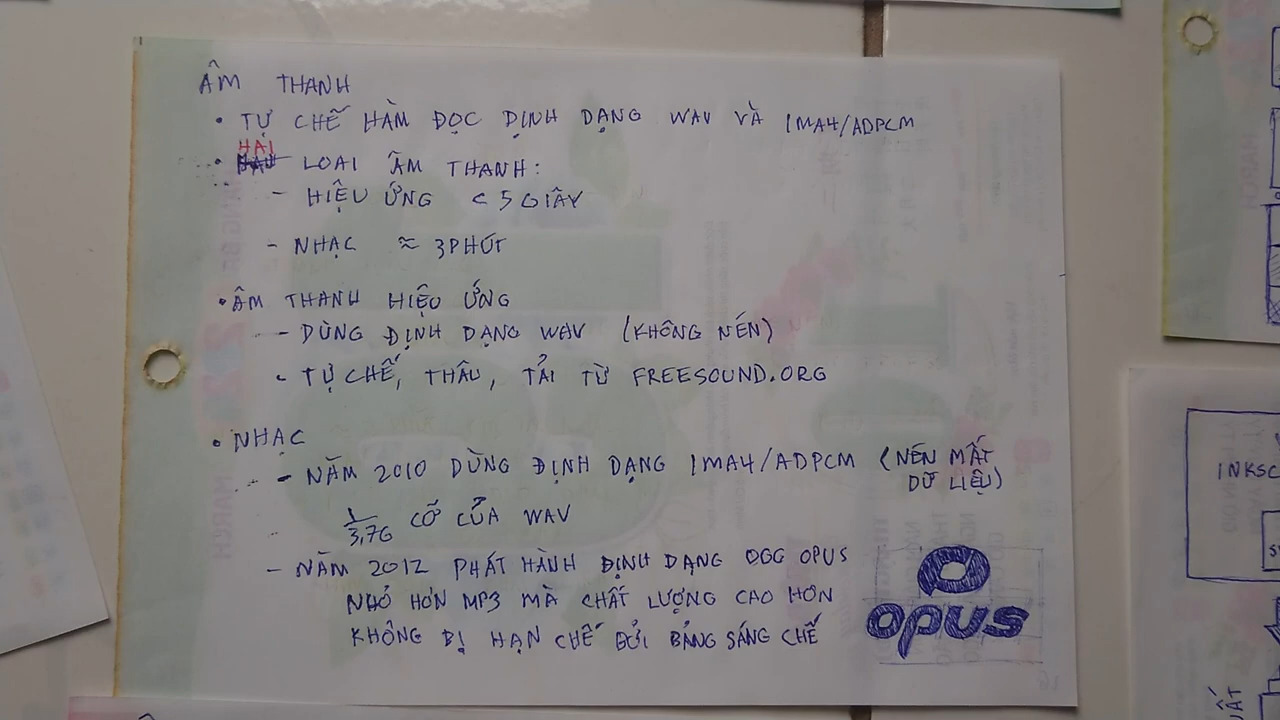 ÂM THANH
• TỰ CHẾ HÀM ĐỌC ĐỊNH DẠNG WAV VÀ IMA4/ADPCM
HAI
• LOẠI ÂM THANH:
- HIỆU ỨNG < 5 GIÂY
- NHẠC ≈ 3 PHÚT
• ÂM THANH HIỆU ỨNG
- DÙNG ĐỊNH DẠNG WAV (KHÔNG NÉN)
- TỰ CHẾ, THÂU, TẢI TỪ FREESOUND.ORG
• NHẠC
- NĂM 2010 DÙNG ĐỊNH DẠNG IMA4/ADPCM (NÉN MẤT
DỮ LIỆU)
1/3,76 CỠ CỦA WAV
- NĂM 2012 PHÁT HÀNH ĐỊNH DẠNG OGG OPUS
NHỎ HƠN MP3 MÀ CHẤT LƯỢNG CAO HƠN
KHÔNG BỊ HẠN CHẾ BỞI BẢNG SÁNG CHẾ
opus
INKSC